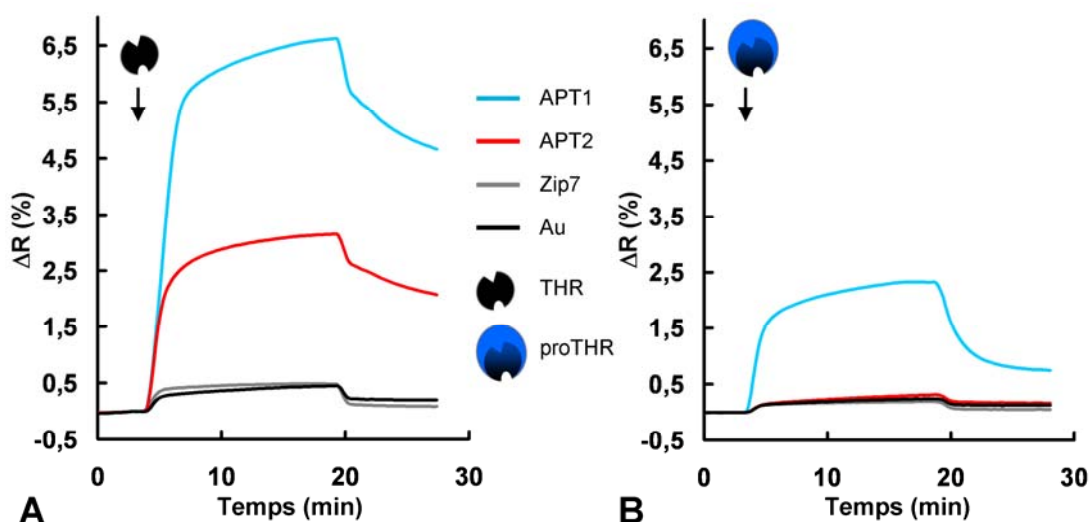 6,5
5,5
4,5
3,5
2,5
1,5
0,5
-0,5
ΔR (%)
0 10 20 30
Temps (min)
A
APT1
APT2
Zip7
Au
THR
proTHR
6,5
5,5
4,5
3,5
2,5
1,5
0,5
-0,5
ΔR (%)
0 10 20 30
Temps (min)
B